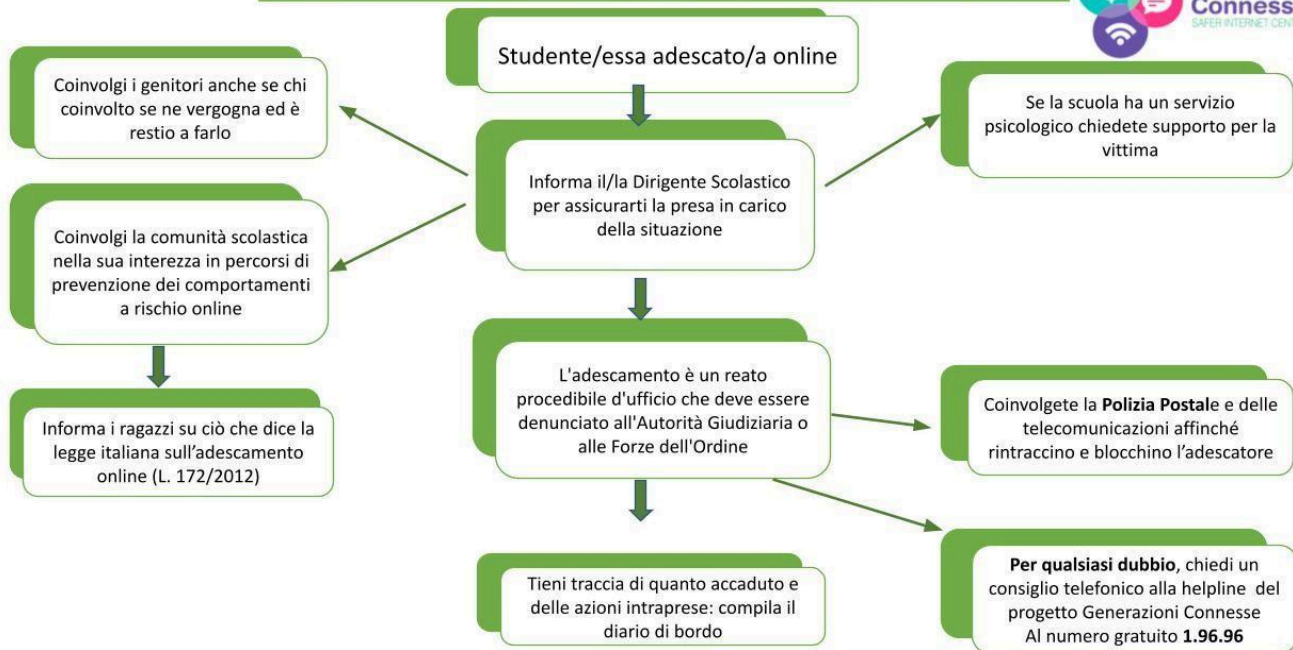 Conness
SAFER INTERNET CENT
Studente/essa adescato/a online
Coinvolgi i genitori anche se chi
coinvolto se ne vergogna ed è
restio a farlo
Se la scuola ha un servizio
psicologico chiedete supporto per la
vittima
Informa il/la Dirigente Scolastico
per assicurarti la presa in carico
della situazione
Coinvolgi la comunità scolastica
nella sua interezza in percorsi di
prevenzione dei comportamenti
a rischio online
L'adescamento è un reato
procedibile d'ufficio che deve essere
denunciato all'Autorità Giudiziaria o
alle Forze dell'Ordine
Coinvolgete la Polizia Postale e delle
telecomunicazioni affinché
rintraccino e blocchino l’adescatore
Informa i ragazzi su ciò che dice la
legge italiana sull’adescamento
online (L. 172/2012)
Tieni traccia di quanto accaduto e
delle azioni intraprese: compila il
diario di bordo
Per qualsiasi dubbio, chiedi un
consiglio telefonico alla helpline del
progetto Generazioni Connesse
Al numero gratuito 1.96.96